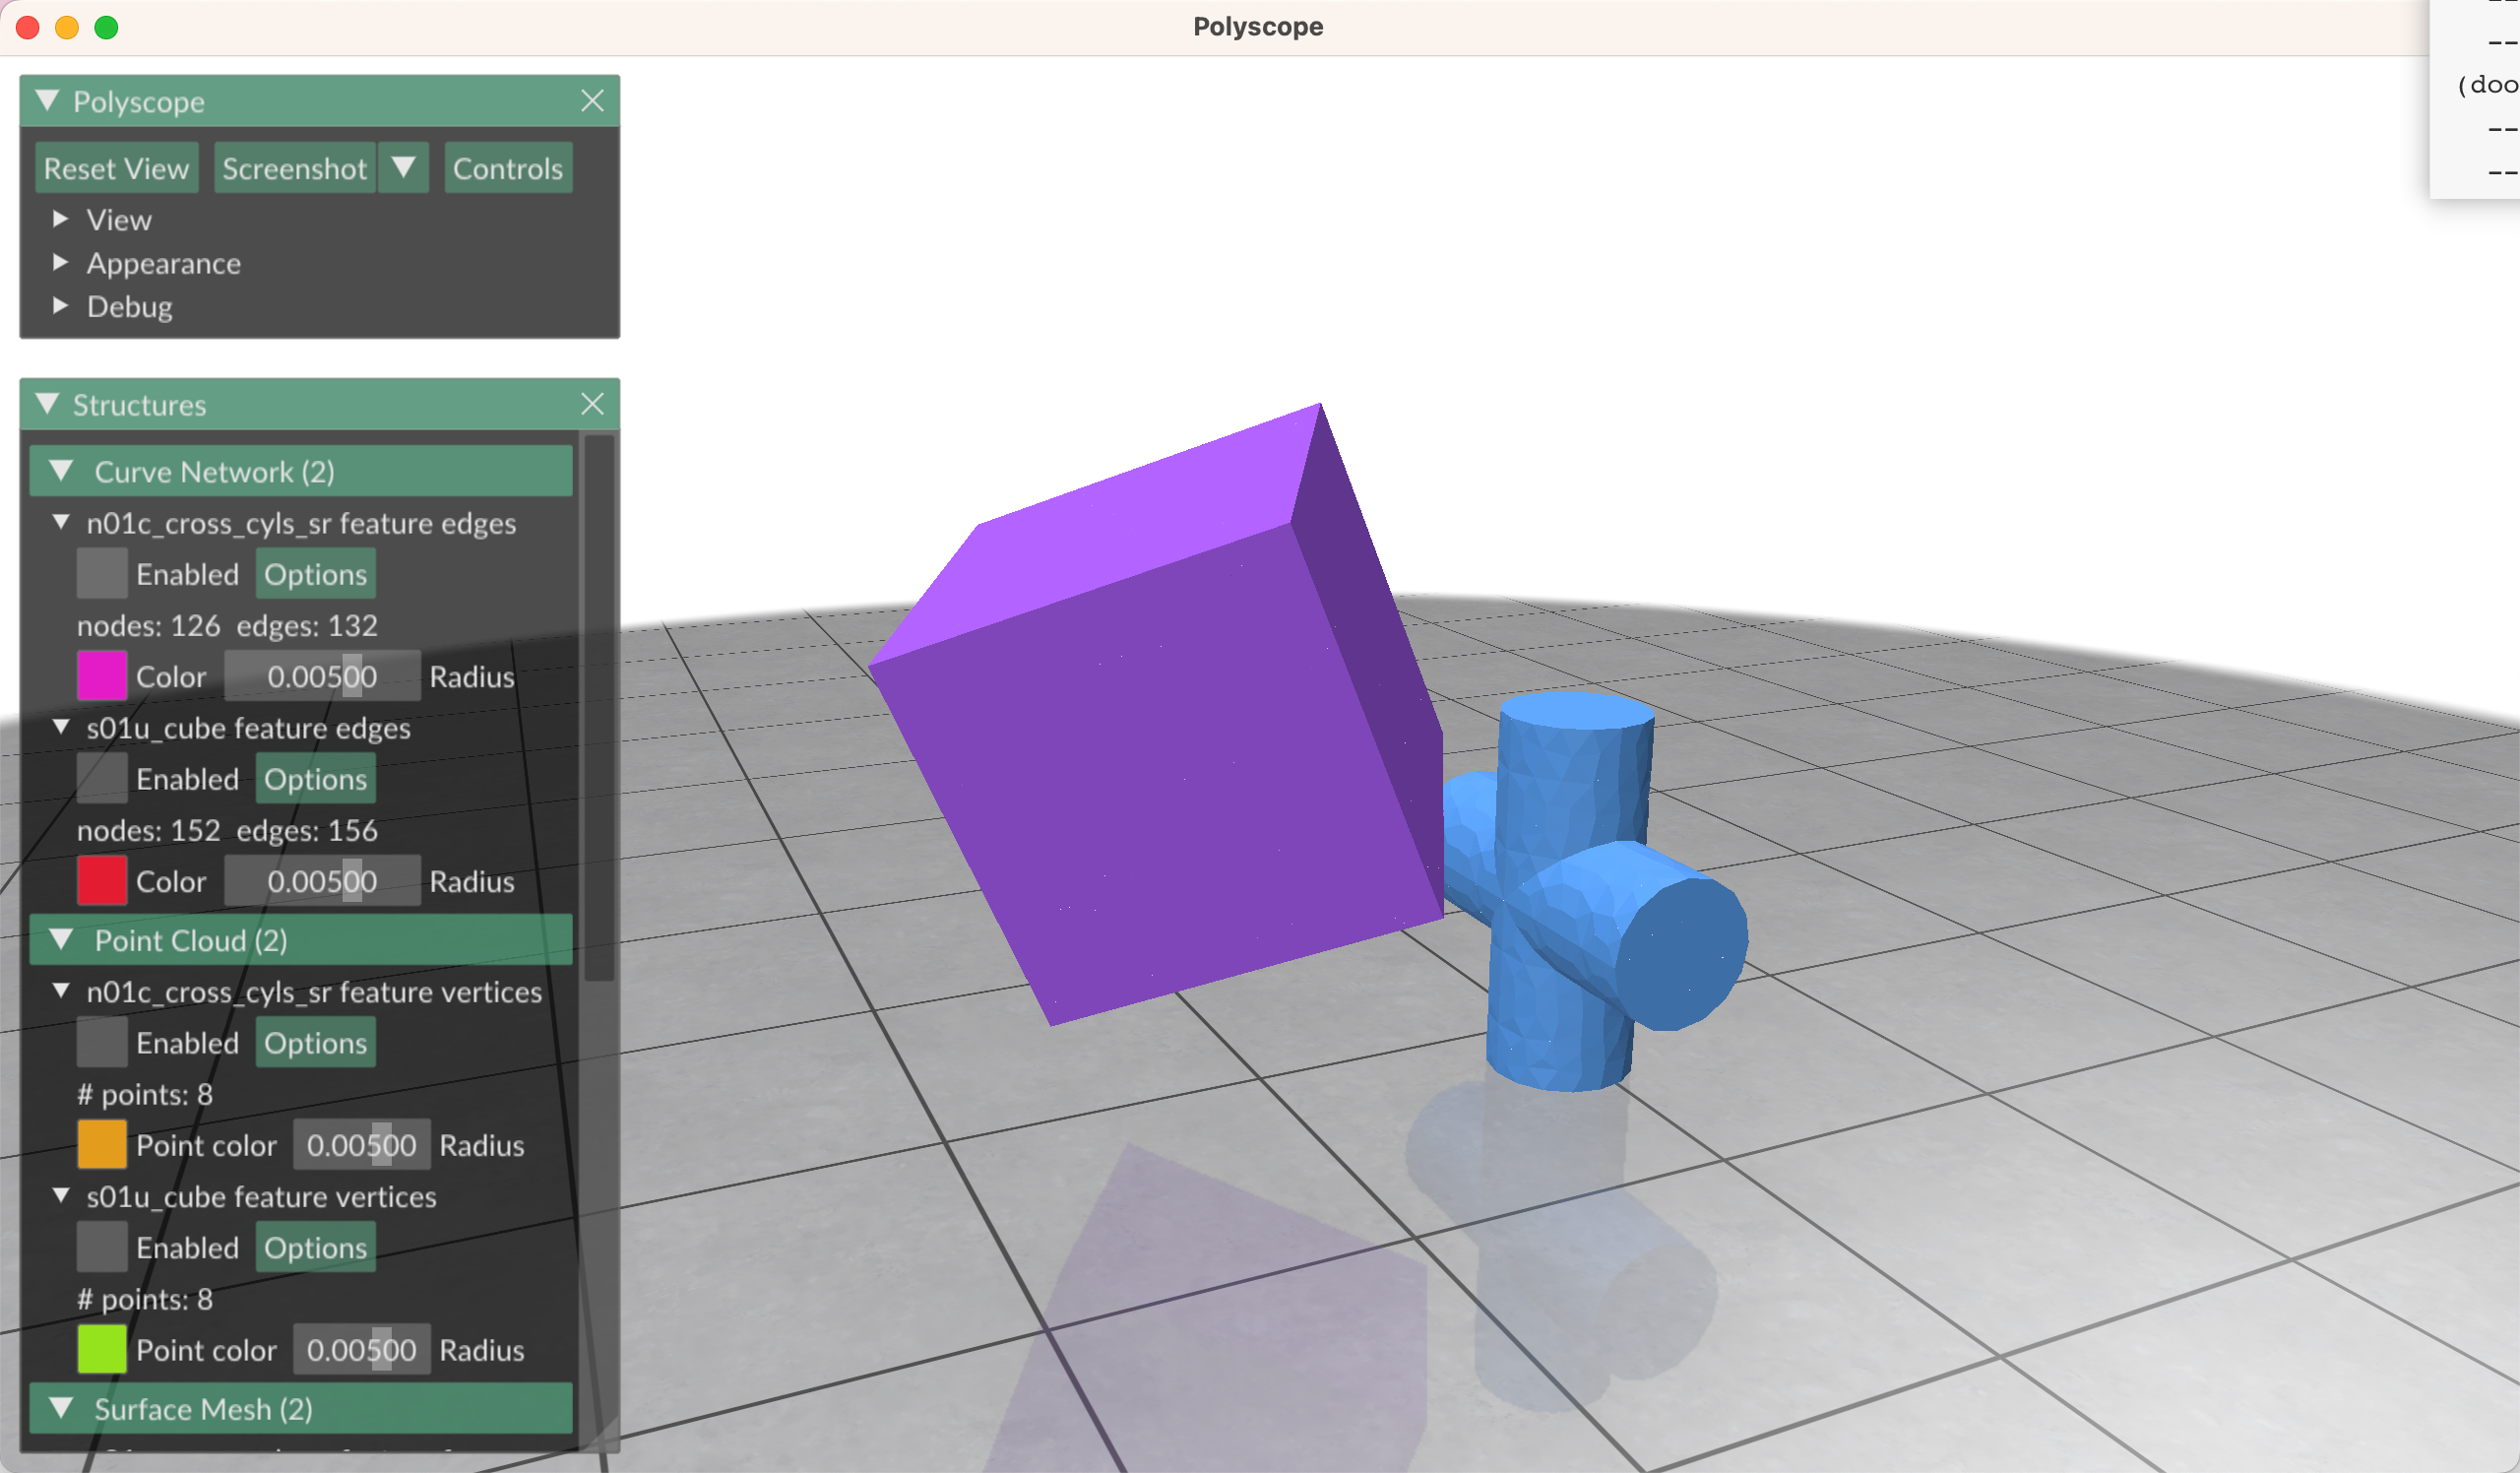 Polyscope
--
--
(doo
--
--
Polyscope
Reset View Screenshot Controls
View
Appearance
Debug
Structures
Curve Network (2)
n01c_cross_cyls_sr feature edges
Enabled Options
nodes: 126 edges: 132
Color 0.00500 Radius
s01u_cube feature edges
Enabled Options
nodes: 152 edges: 156
Color 0.00500 Radius
Point Cloud (2)
n01c_cross_cyls_sr feature vertices
Enabled Options
# points: 8
Point color 0.00500 Radius
s01u_cube feature vertices
Enabled Options
# points: 8
Point color 0.00500 Radius
Surface Mesh (2)